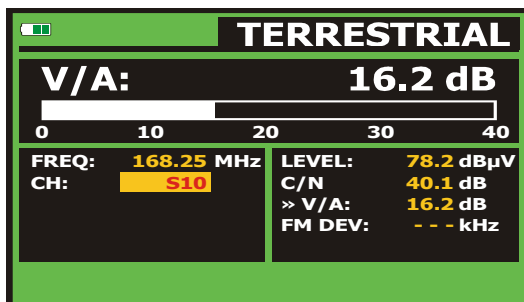 TERRESTRIAL
V/A: 16.2 dB
0 10 20 30 40
FREQ: 168.25 MHz
CH: S10
LEVEL: 78.2 dBµV
C/N 40.1 dB
» V/A: 16.2 dB
FM DEV: - - - kHz